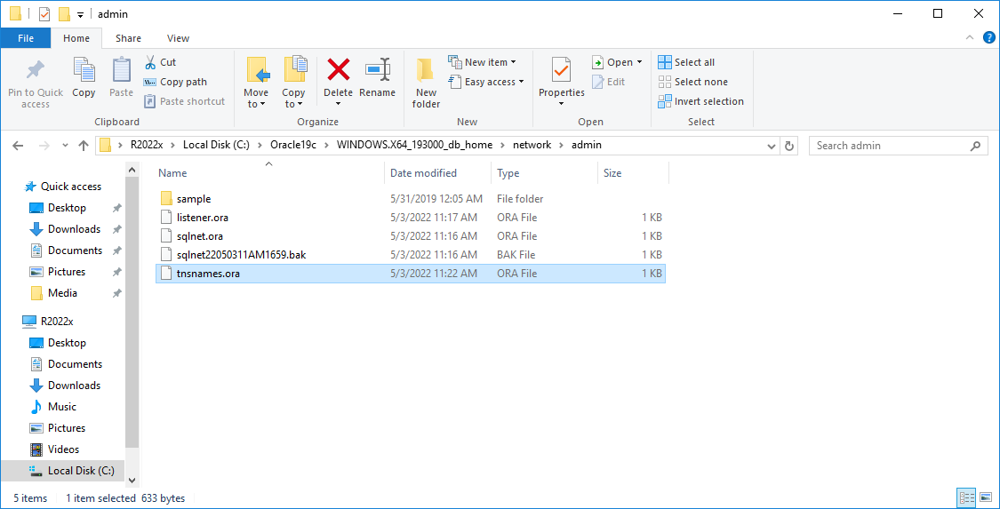 admin
File Home Share View
Pin to Quick access
Copy
Paste
Cut
Copy path
Paste shortcut
Clipboard
Move to
Copy to
Delete
Rename
Organize
New folder
New item
Easy access
New
Properties
Open
Edit
Open
Select all
Select none
Invert selection
Select
R2022x Local Disk (C:) Oracle19c WINDOWS.X64_193000_db_home network admin
Search admin
Quick access
Desktop
Downloads
Documents
Pictures
Media
R2022x
Desktop
Documents
Downloads
Music
Pictures
Videos
Local Disk (C:)
Name Date modified Type Size
sample 5/31/2019 12:05 AM File folder
listener.ora 5/3/2022 11:17 AM ORA File 1 KB
sqlnet.ora 5/3/2022 11:16 AM ORA File 1 KB
sqlnet22050311AM1659.bak 5/3/2022 11:16 AM BAK File 1 KB
tnsnames.ora 5/3/2022 11:22 AM ORA File 1 KB
5 items 1 item selected 633 bytes